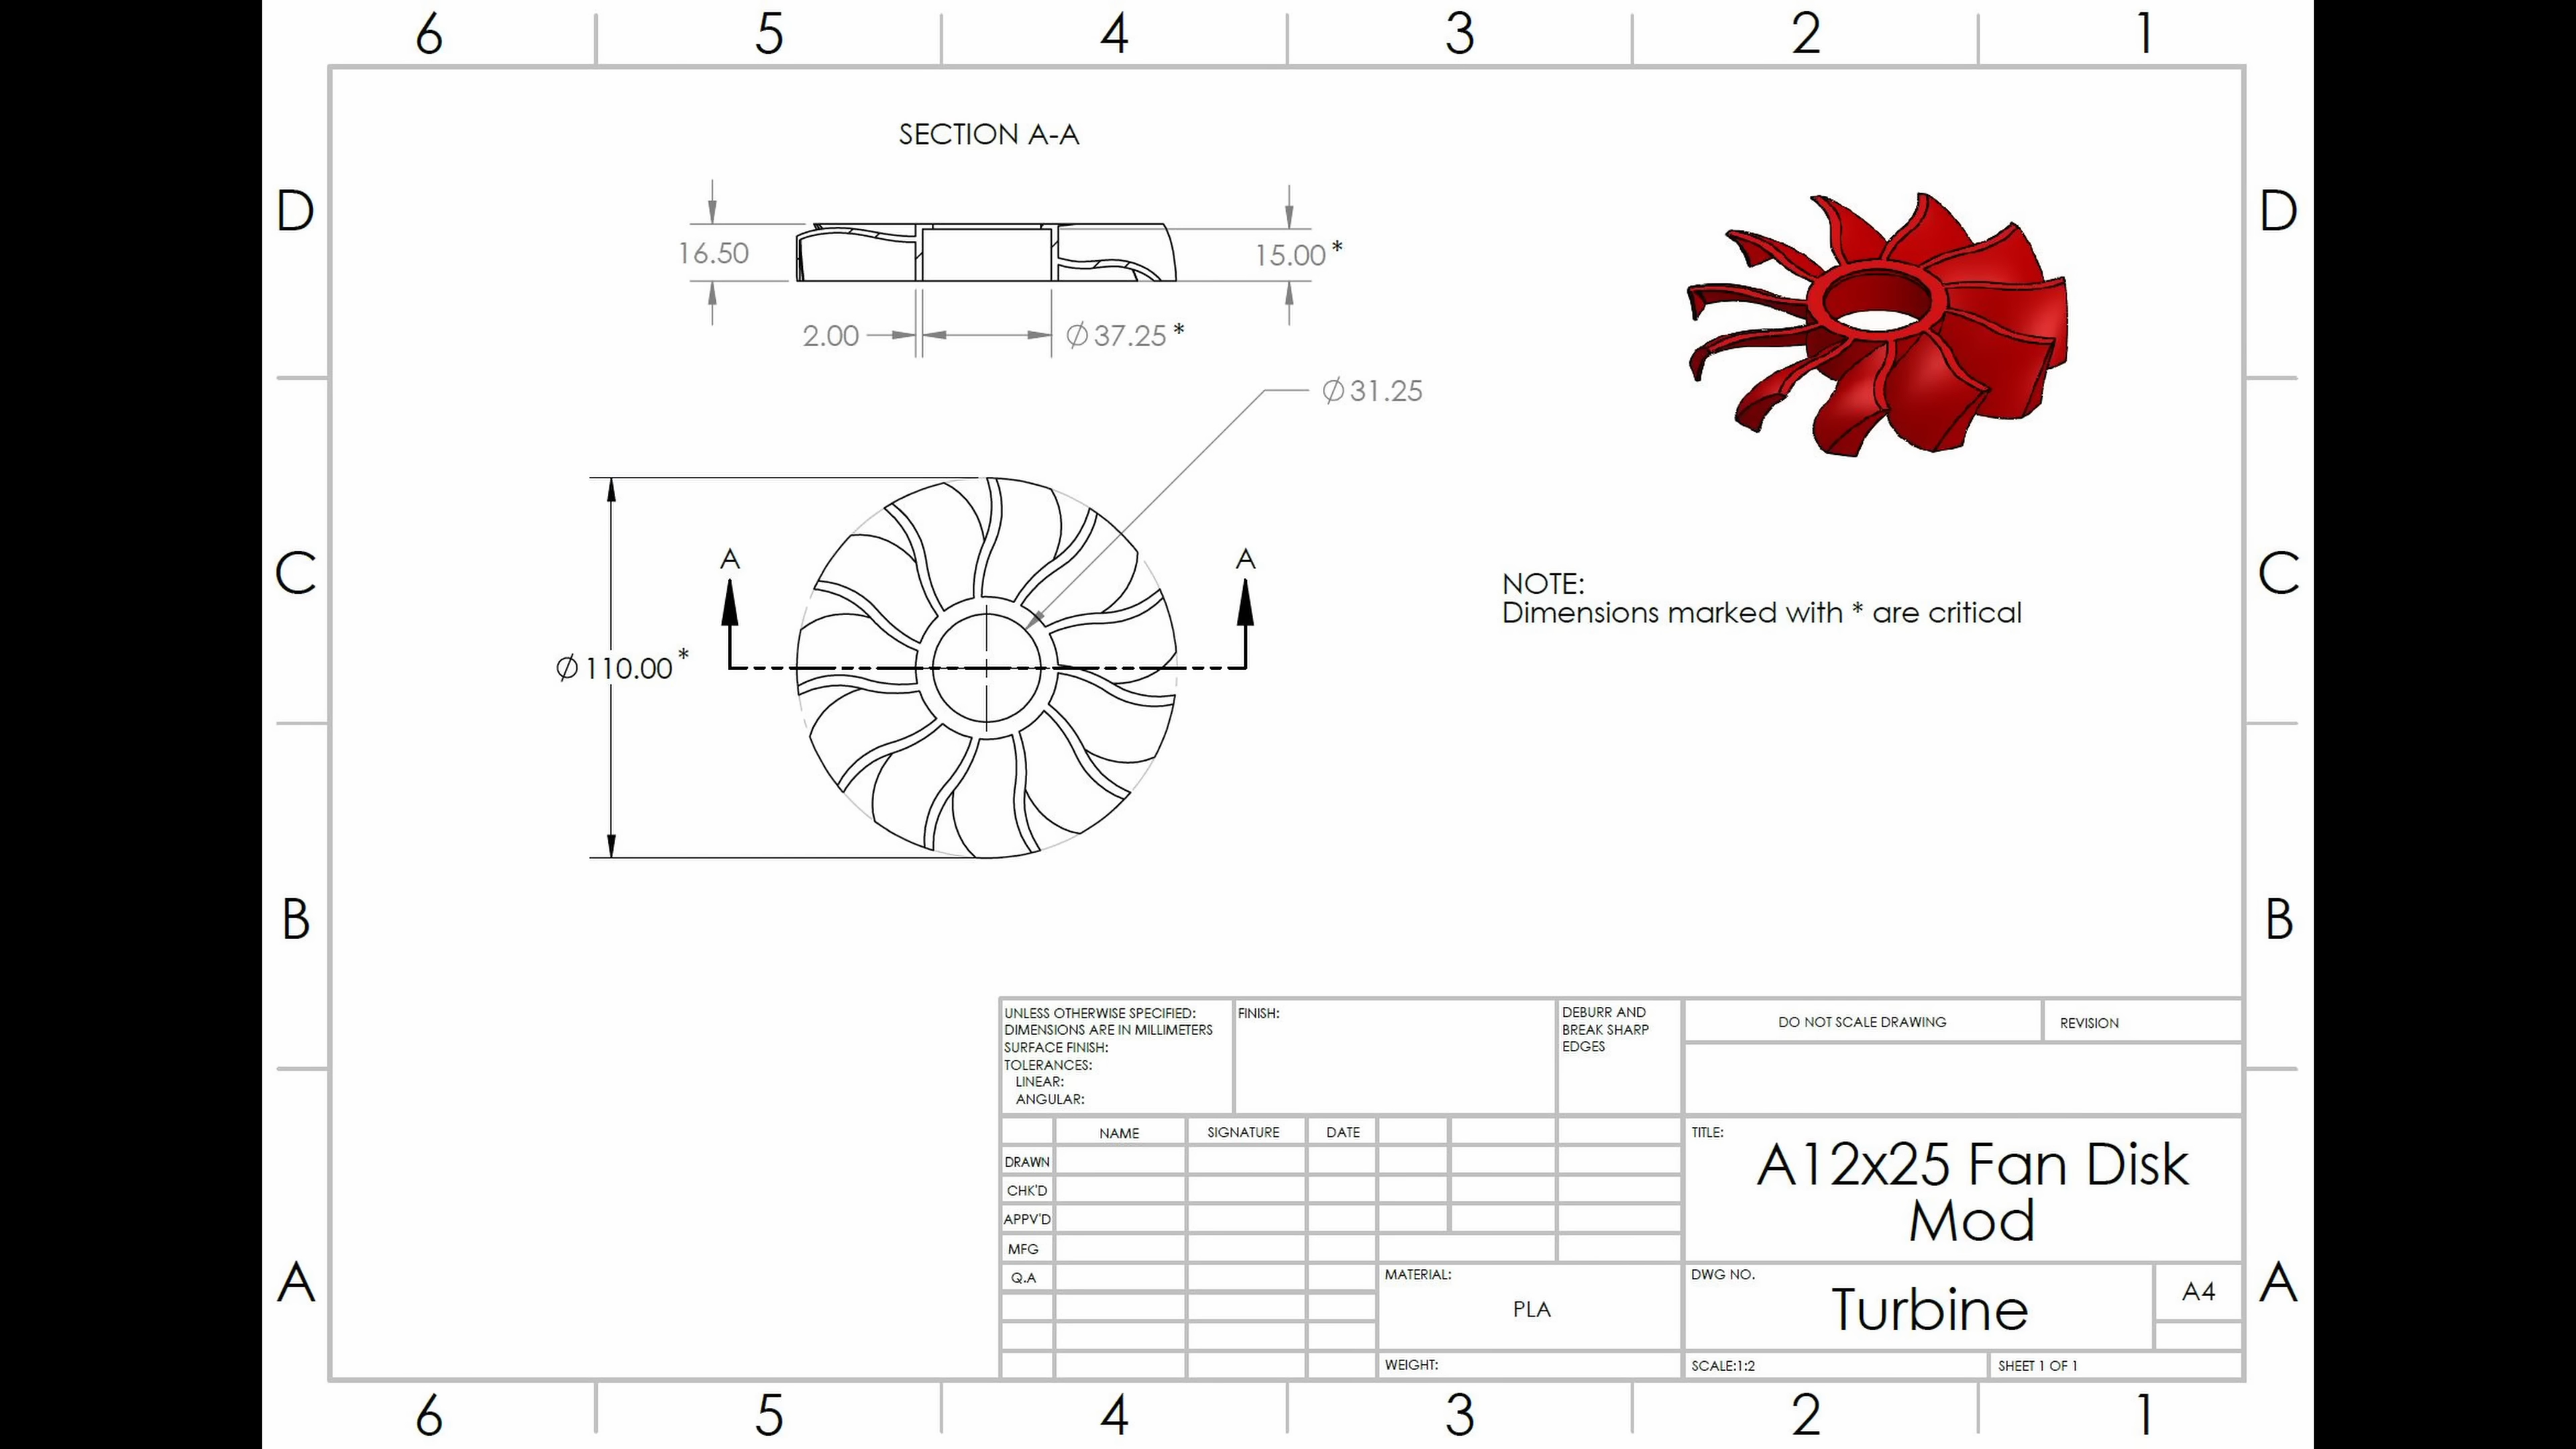 6 5 4 3 2 1
SECTION A-A
D D
16.50 15.00 *
2.00 ∅37.25 *
∅31.25
A A
C C
NOTE:
Dimensions marked with * are critical
∅110.00 *
B B
UNLESS OTHERWISE SPECIFIED:
DIMENSIONS ARE IN MILLIMETERS
SURFACE FINISH:
TOLERANCES:
LINEAR:
ANGULAR:
FINISH:
DEBURR AND
BREAK SHARP
EDGES
DO NOT SCALE DRAWING
REVISION
NAME SIGNATURE DATE
DRAWN
CHK'D
APPV'D
MFG
Q.A
TITLE:
A12x25 Fan Disk
Mod
MATERIAL:
PLA
DWG NO.
Turbine
A4
WEIGHT:
SCALE:1:2
SHEET 1 OF 1
A A
6 5 4 3 2 1